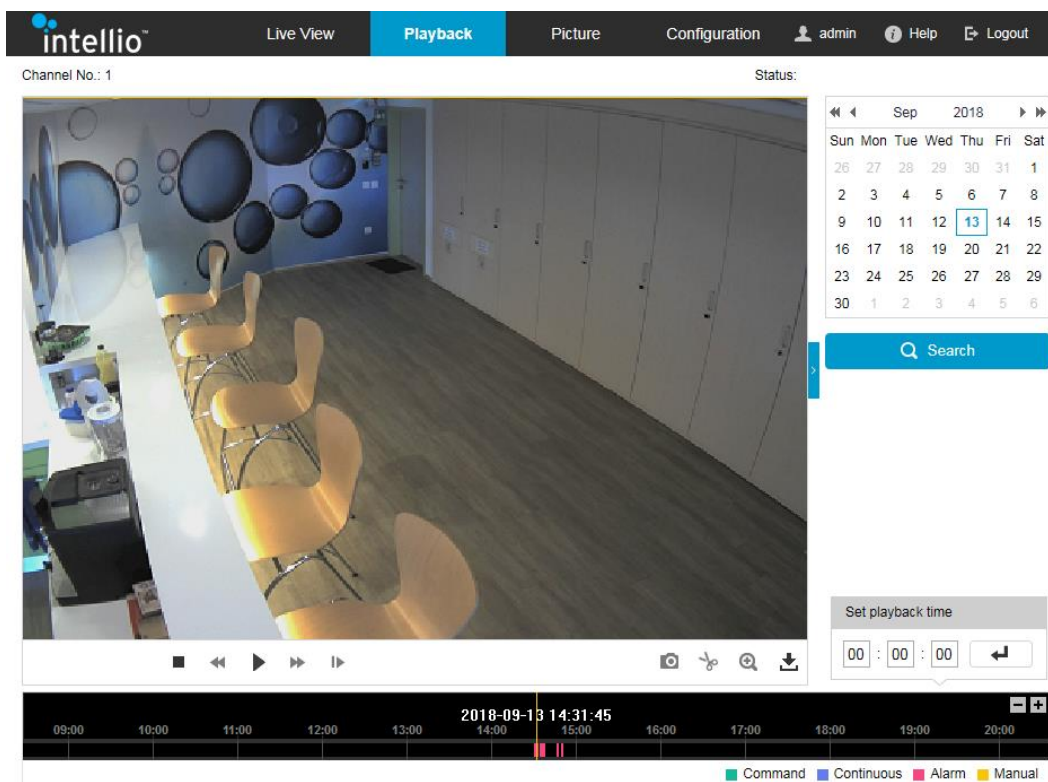 intellio™
Live View
Playback
Picture
Configuration
admin
Help
Logout
Channel No.: 1
Status:
Sep 2018
Sun Mon Tue Wed Thu Fri Sat
26 27 28 29 30 31 1
2 3 4 5 6 7 8
9 10 11 12 13 14 15
16 17 18 19 20 21 22
23 24 25 26 27 28 29
30 1 2 3 4 5 6
Search
Set playback time
00 : 00 : 00
2018-09-13 14:31:45
09:00 10:00 11:00 12:00 13:00 14:00 15:00 16:00 17:00 18:00 19:00 20:00
Command Continuous Alarm Manual